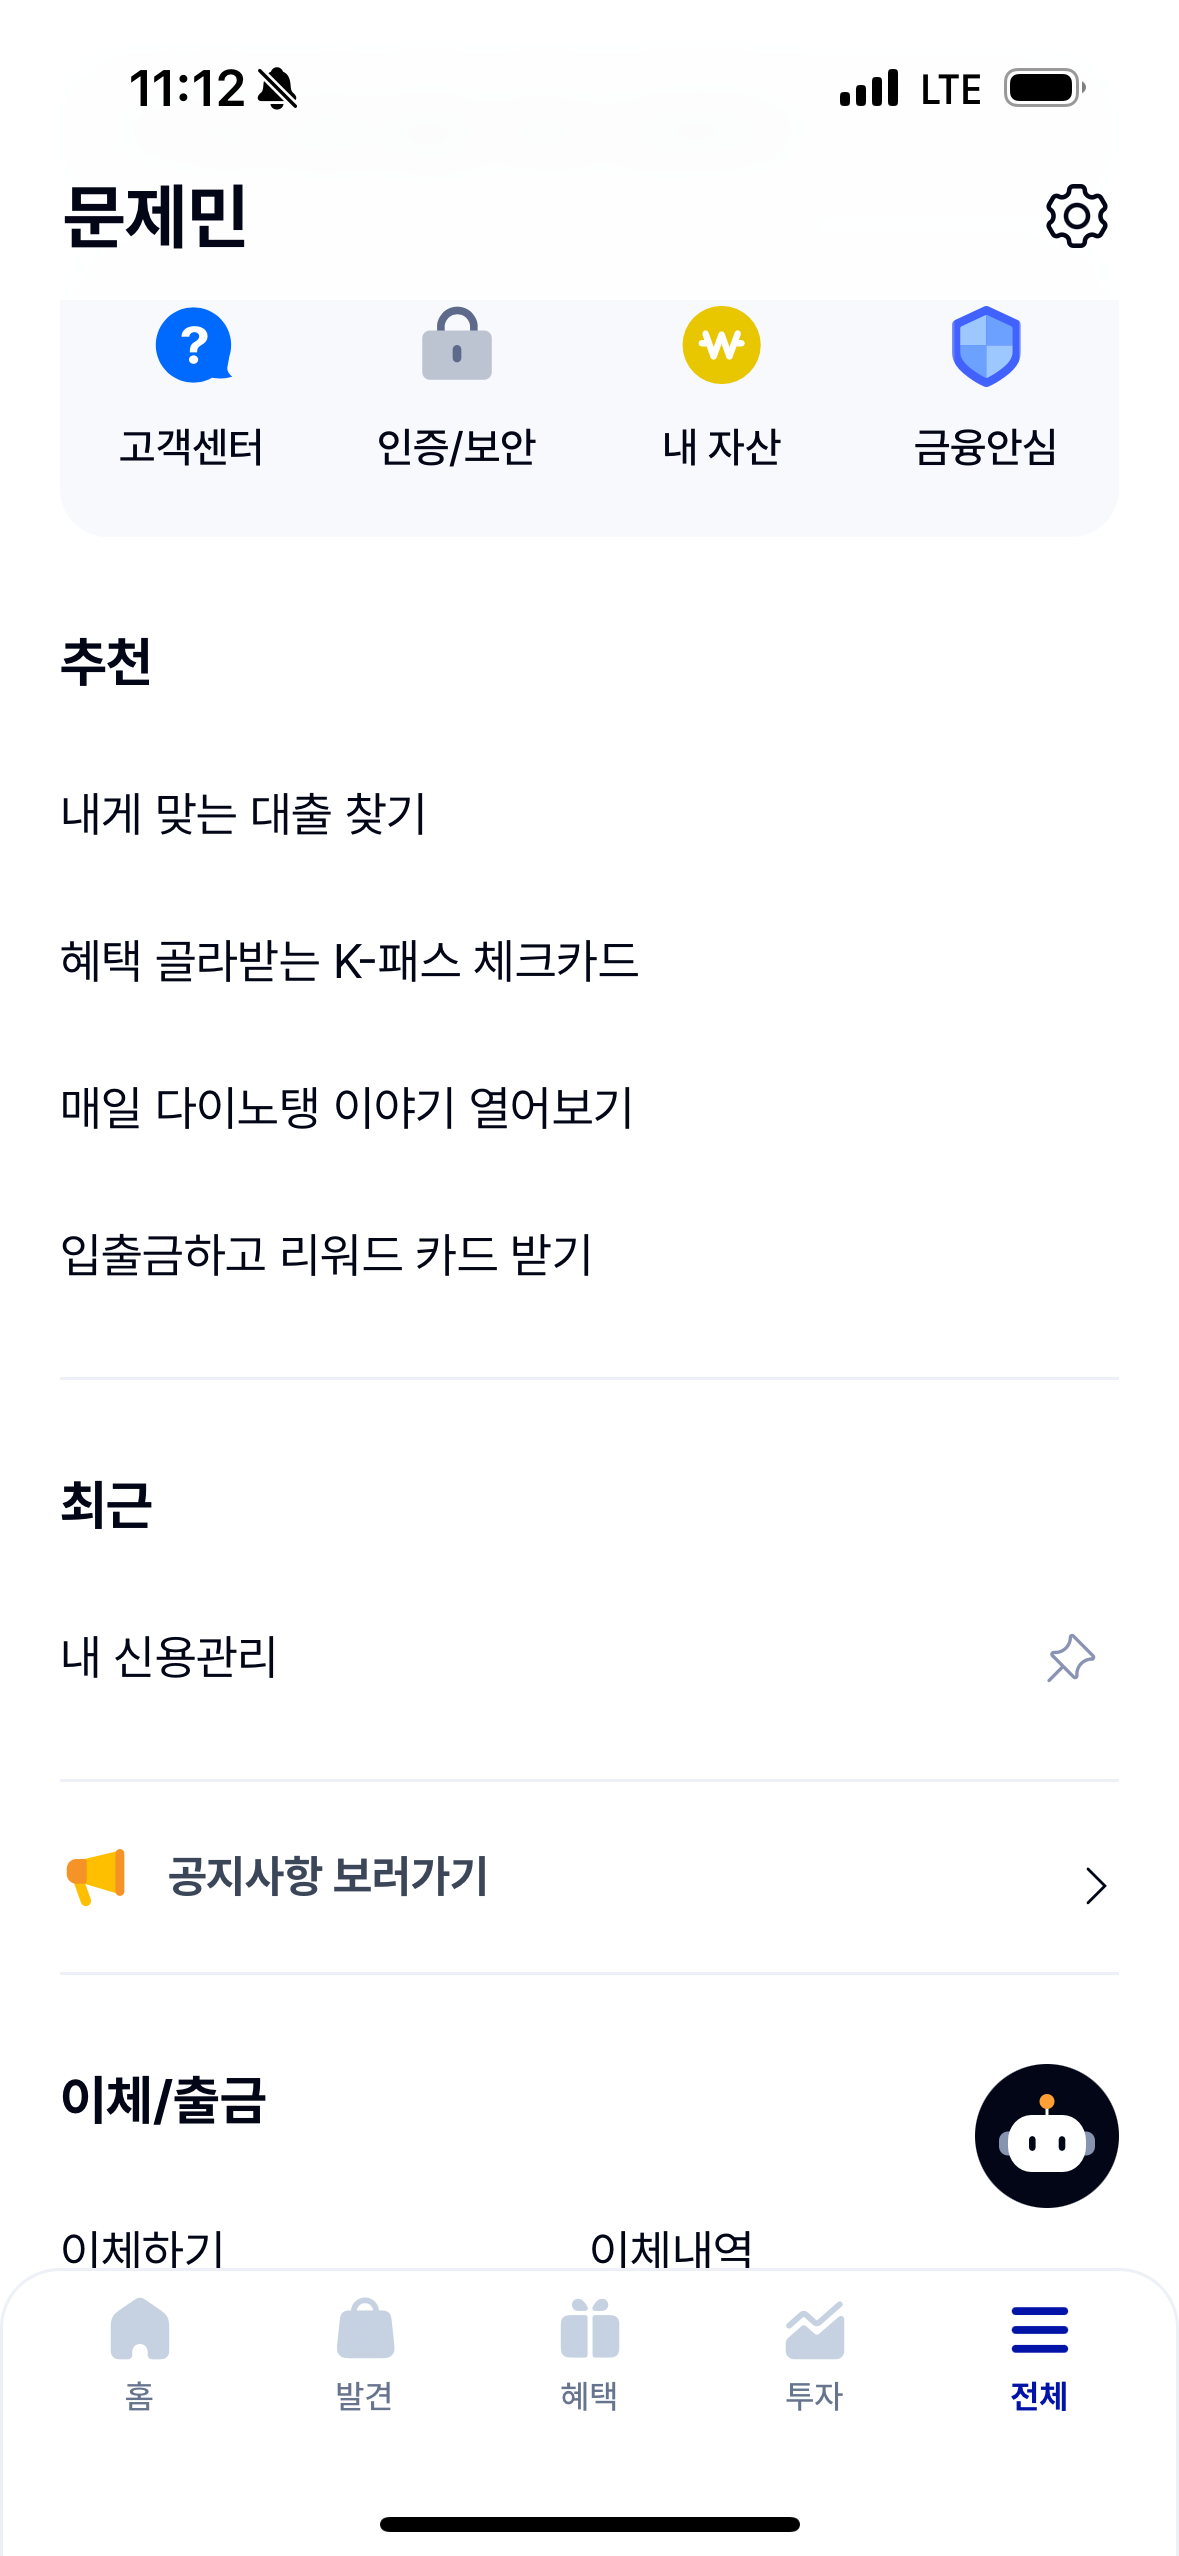 11:12 LTE
문제민
고객센터 인증/보안 내 자산 금융안심
추천
내게 맞는 대출 찾기
혜택 골라받는 K-패스 체크카드
매일 다이노탱 이야기 열어보기
입출금하고 리워드 카드 받기
최근
내 신용관리
공지사항 보러가기
이체/출금
이체하기 이체내역
홈 발견 혜택 투자 전체